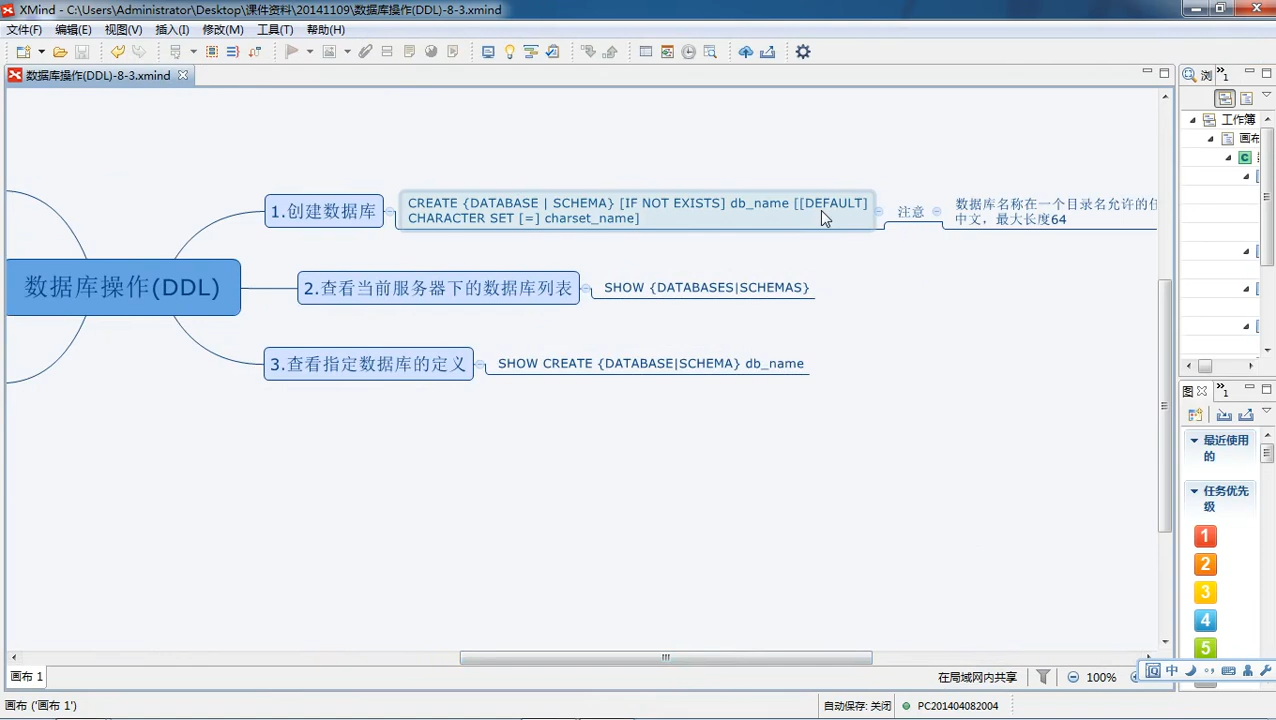 XMind - C:\Users\Administrator\Desktop\课件资料\20141109\数据库操作(DDL)-8-3.xmind
文件(F) 编辑(E) 视图(V) 插入(I) 修改(M) 工具(T) 帮助(H)
数据库操作(DDL)-8-3.xmind
浏
»1
工作簿
画布
C
1.创建数据库
CREATE {DATABASE | SCHEMA} [IF NOT EXISTS] db_name [[DEFAULT]
CHARACTER SET [=] charset_name]
注意
数据库名称在一个目录名允许的任
中文，最大长度64
数据库操作(DDL)
2.查看当前服务器下的数据库列表
SHOW {DATABASES|SCHEMAS}
3.查看指定数据库的定义
SHOW CREATE {DATABASE|SCHEMA} db_name
图
»1
最近使用
的
任务优先
级
1
2
3
4
5
画布 1
在局域网内共享
100%
中
画布 ('画布 1')
自动保存: 关闭
PC201404082004